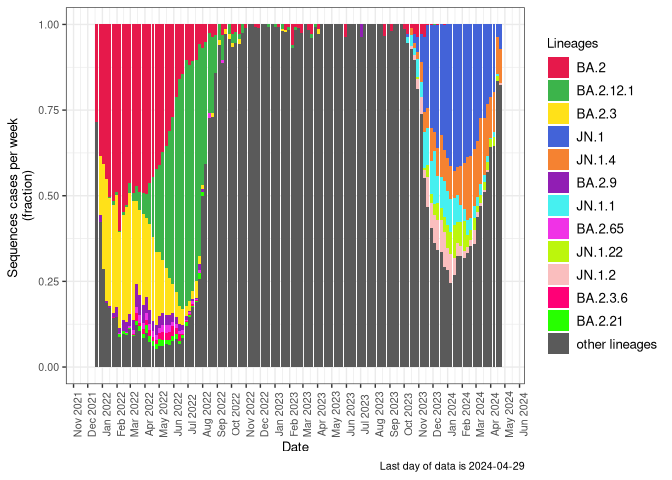 Sequences cases per week
(fraction)
1.00
0.75
0.50
0.25
0.00
Nov 2021
Dec 2021
Jan 2022
Feb 2022
Mar 2022
Apr 2022
May 2022
Jun 2022
Jul 2022
Aug 2022
Sep 2022
Oct 2022
Nov 2022
Dec 2022
Jan 2023
Feb 2023
Mar 2023
Apr 2023
May 2023
Jun 2023
Jul 2023
Aug 2023
Sep 2023
Oct 2023
Nov 2023
Dec 2023
Jan 2024
Feb 2024
Mar 2024
Apr 2024
May 2024
Jun 2024
Date
Lineages
BA.2
BA.2.12.1
BA.2.3
JN.1
JN.1.4
BA.2.9
JN.1.1
BA.2.65
JN.1.22
JN.1.2
BA.2.3.6
BA.2.21
other lineages
Last day of data is 2024-04-29